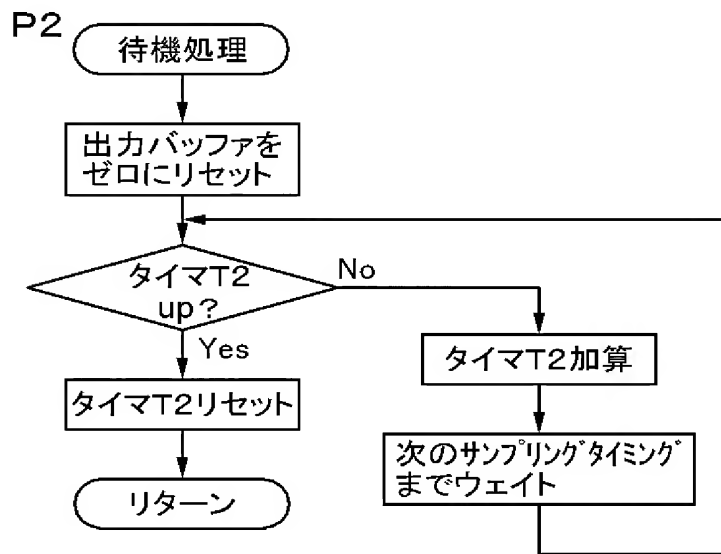 P2
待機処理
出力バッファを
ゼロにリセット
タイマT2
up?
No
Yes
タイマT2加算
タイマT2リセット
次のサンプリングタイミング
までウェイト
リターン